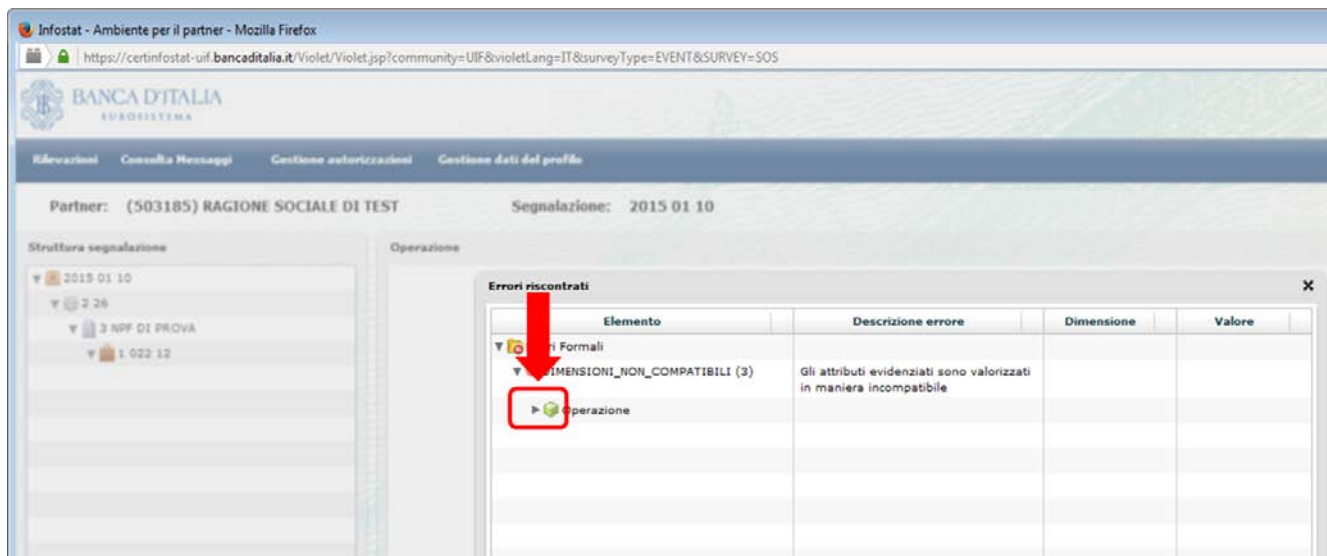 Infostat - Ambiente per il partner - Mozilla Firefox
https://certinfostat-uif.bancaditalia.it/Violet/Violet.jsp?community=UIF&violetLang=IT&surveyType=EVENT&SURVEY=SOS
BANCA D'ITALIA
EUROSISTEMA
Rilevazioni Consulta Messaggi Gestione autorizzazioni Gestione dati del profilo
Partner: (503185) RAGIONE SOCIALE DI TEST Segnalazione: 2015 01 10
Struttura segnalazione Operazione
2015 01 10
2 26
3 NPF DI PROVA
1 022 12
Errori riscontrati
Elemento Descrizione errore Dimensione Valore
ri Formali
DIMENSIONI_NON_COMPATIBILI (3) Gli attributi evidenziati sono valorizzati
in maniera incompatibile
Operazione